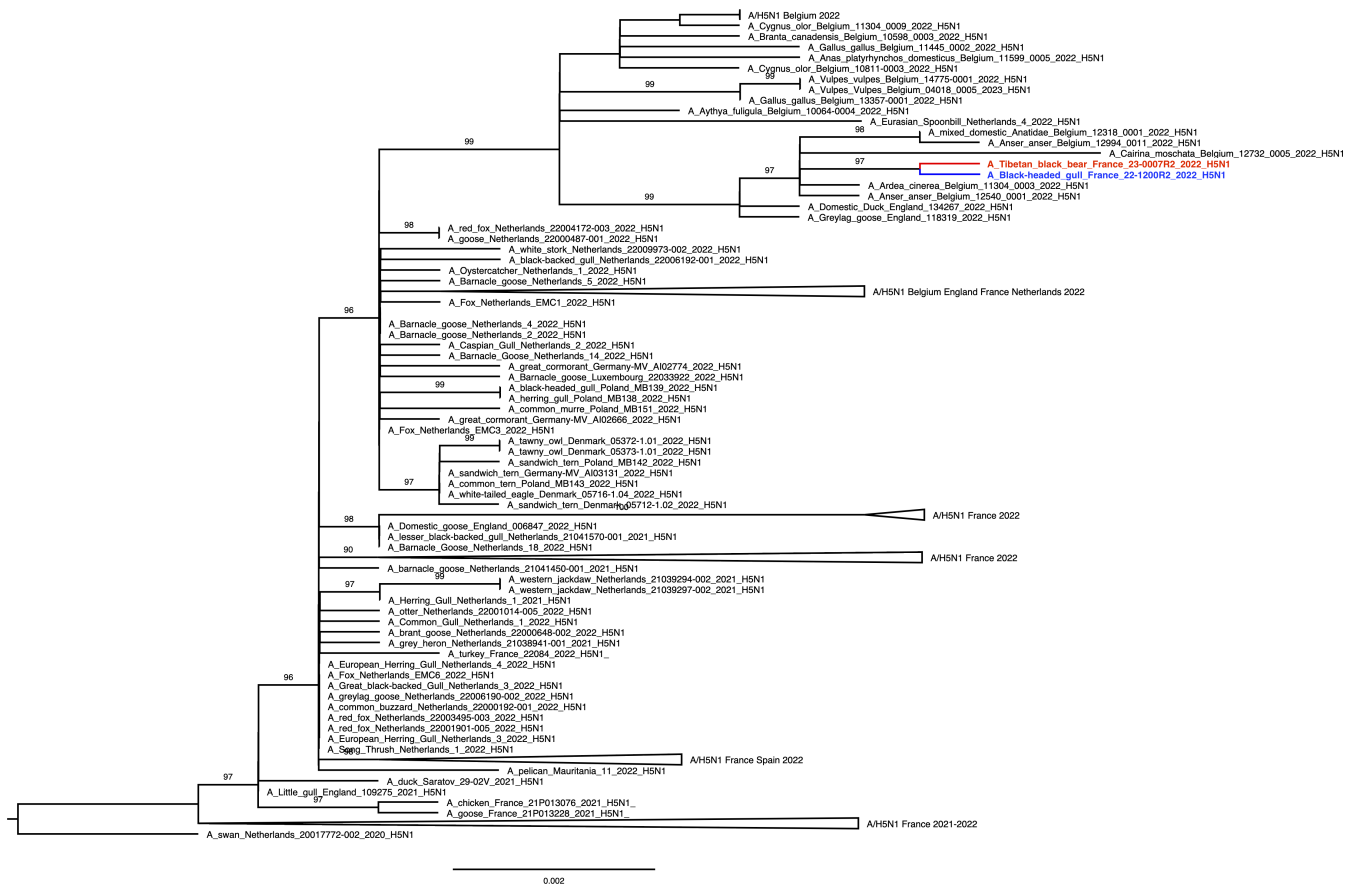 A/H5N1 Belgium 2022
A_Cygnus_olor_Belgium_11304_0009_2022_H5N1
A_Branta_canadensis_Belgium_10598_0003_2022_H5N1
A_Gallus_gallus_Belgium_11445_0002_2022_H5N1
A_Anas_platyrhynchos_domesticus_Belgium_11599_0005_2022_H5N1
A_Cygnus_olor_Belgium_10811-0003_2022_H5N1
99
A_Vulpes_vulpes_Belgium_14775-0001_2022_H5N1
99
A_Vulpes_Vulpes_Belgium_04018_0005_2023_H5N1
A_Gallus_gallus_Belgium_13357-0001_2022_H5N1
A_Aythya_fuligula_Belgium_10064-0004_2022_H5N1
A_Eurasian_Spoonbill_Netherlands_4_2022_H5N1
98
A_mixed_domestic_Anatidae_Belgium_12318_0001_2022_H5N1
99
A_Anser_anser_Belgium_12994_0011_2022_H5N1
A_Cairina_moschata_Belgium_12732_0005_2022_H5N1
97
A_Tibetan_black_bear_France_23-0007R2_2022_H5N1
97
A_Black-headed_gull_France_22-1200R2_2022_H5N1
A_Ardea_cinerea_Belgium_11304_0003_2022_H5N1
99
A_Anser_anser_Belgium_12540_0001_2022_H5N1
A_Domestic_Duck_England_134267_2022_H5N1
A_Greylag_goose_England_118319_2022_H5N1
98
A_red_fox_Netherlands_22004172-003_2022_H5N1
A_goose_Netherlands_22000487-001_2022_H5N1
A_white_stork_Netherlands_22009973-002_2022_H5N1
A_black-backed_gull_Netherlands_22006192-001_2022_H5N1
A_Oystercatcher_Netherlands_1_2022_H5N1
A_Barnacle_goose_Netherlands_5_2022_H5N1
A/H5N1 Belgium England France Netherlands 2022
A_Fox_Netherlands_EMC1_2022_H5N1
96
A_Barnacle_goose_Netherlands_4_2022_H5N1
A_Barnacle_goose_Netherlands_2_2022_H5N1
A_Caspian_Gull_Netherlands_2_2022_H5N1
A_Barnacle_Goose_Netherlands_14_2022_H5N1
A_great_cormorant_Germany-MV_AI02774_2022_H5N1
A_Barnacle_goose_Luxembourg_22033922_2022_H5N1
99
A_black-headed_gull_Poland_MB139_2022_H5N1
A_herring_gull_Poland_MB138_2022_H5N1
A_common_murre_Poland_MB151_2022_H5N1
A_great_cormorant_Germany-MV_AI02666_2022_H5N1
A_Fox_Netherlands_EMC3_2022_H5N1
99
A_tawny_owl_Denmark_05372-1.01_2022_H5N1
A_tawny_owl_Denmark_05373-1.01_2022_H5N1
A_sandwich_tern_Poland_MB142_2022_H5N1
A_sandwich_tern_Germany-MV_AI03131_2022_H5N1
97
A_common_tern_Poland_MB143_2022_H5N1
A_white-tailed_eagle_Denmark_05716-1.04_2022_H5N1
A_sandwich_tern_Denmark_05712-1.02_2022_H5N1
100
A/H5N1 France 2022
98
A_Domestic_goose_England_006847_2022_H5N1
A_lesser_black-backed_gull_Netherlands_21041570-001_2021_H5N1
A_Barnacle_Goose_Netherlands_18_2022_H5N1
90
A/H5N1 France 2022
A_barnacle_goose_Netherlands_21041450-001_2021_H5N1
99
A_western_jackdaw_Netherlands_21039294-002_2021_H5N1
97
A_western_jackdaw_Netherlands_21039297-002_2021_H5N1
A_Herring_Gull_Netherlands_1_2021_H5N1
A_otter_Netherlands_22001014-005_2022_H5N1
A_Common_Gull_Netherlands_1_2022_H5N1
A_brant_goose_Netherlands_22000648-002_2022_H5N1
A_grey_heron_Netherlands_21038941-001_2021_H5N1
A_turkey_France_22084_2022_H5N1_
A_European_Herring_Gull_Netherlands_4_2022_H5N1
A_Fox_Netherlands_EMC6_2022_H5N1
96
A_Great_black-backed_Gull_Netherlands_3_2022_H5N1
A_greylag_goose_Netherlands_22006190-002_2022_H5N1
A_common_buzzard_Netherlands_22000192-001_2022_H5N1
A_red_fox_Netherlands_22003495-003_2022_H5N1
A_red_fox_Netherlands_22001901-005_2022_H5N1
A_European_Herring_Gull_Netherlands_3_2022_H5N1
A_Song_Thrush_Netherlands_1_2022_H5N1
A/H5N1 France Spain 2022
A_pelican_Mauritania_11_2022_H5N1
97
A_duck_Saratov_29-02V_2021_H5N1
A_Little_gull_England_109275_2021_H5N1
97
A_chicken_France_21P013076_2021_H5N1_
A_goose_France_21P013228_2021_H5N1_
A/H5N1 France 2021-2022
A_swan_Netherlands_20017772-002_2020_H5N1
0.002